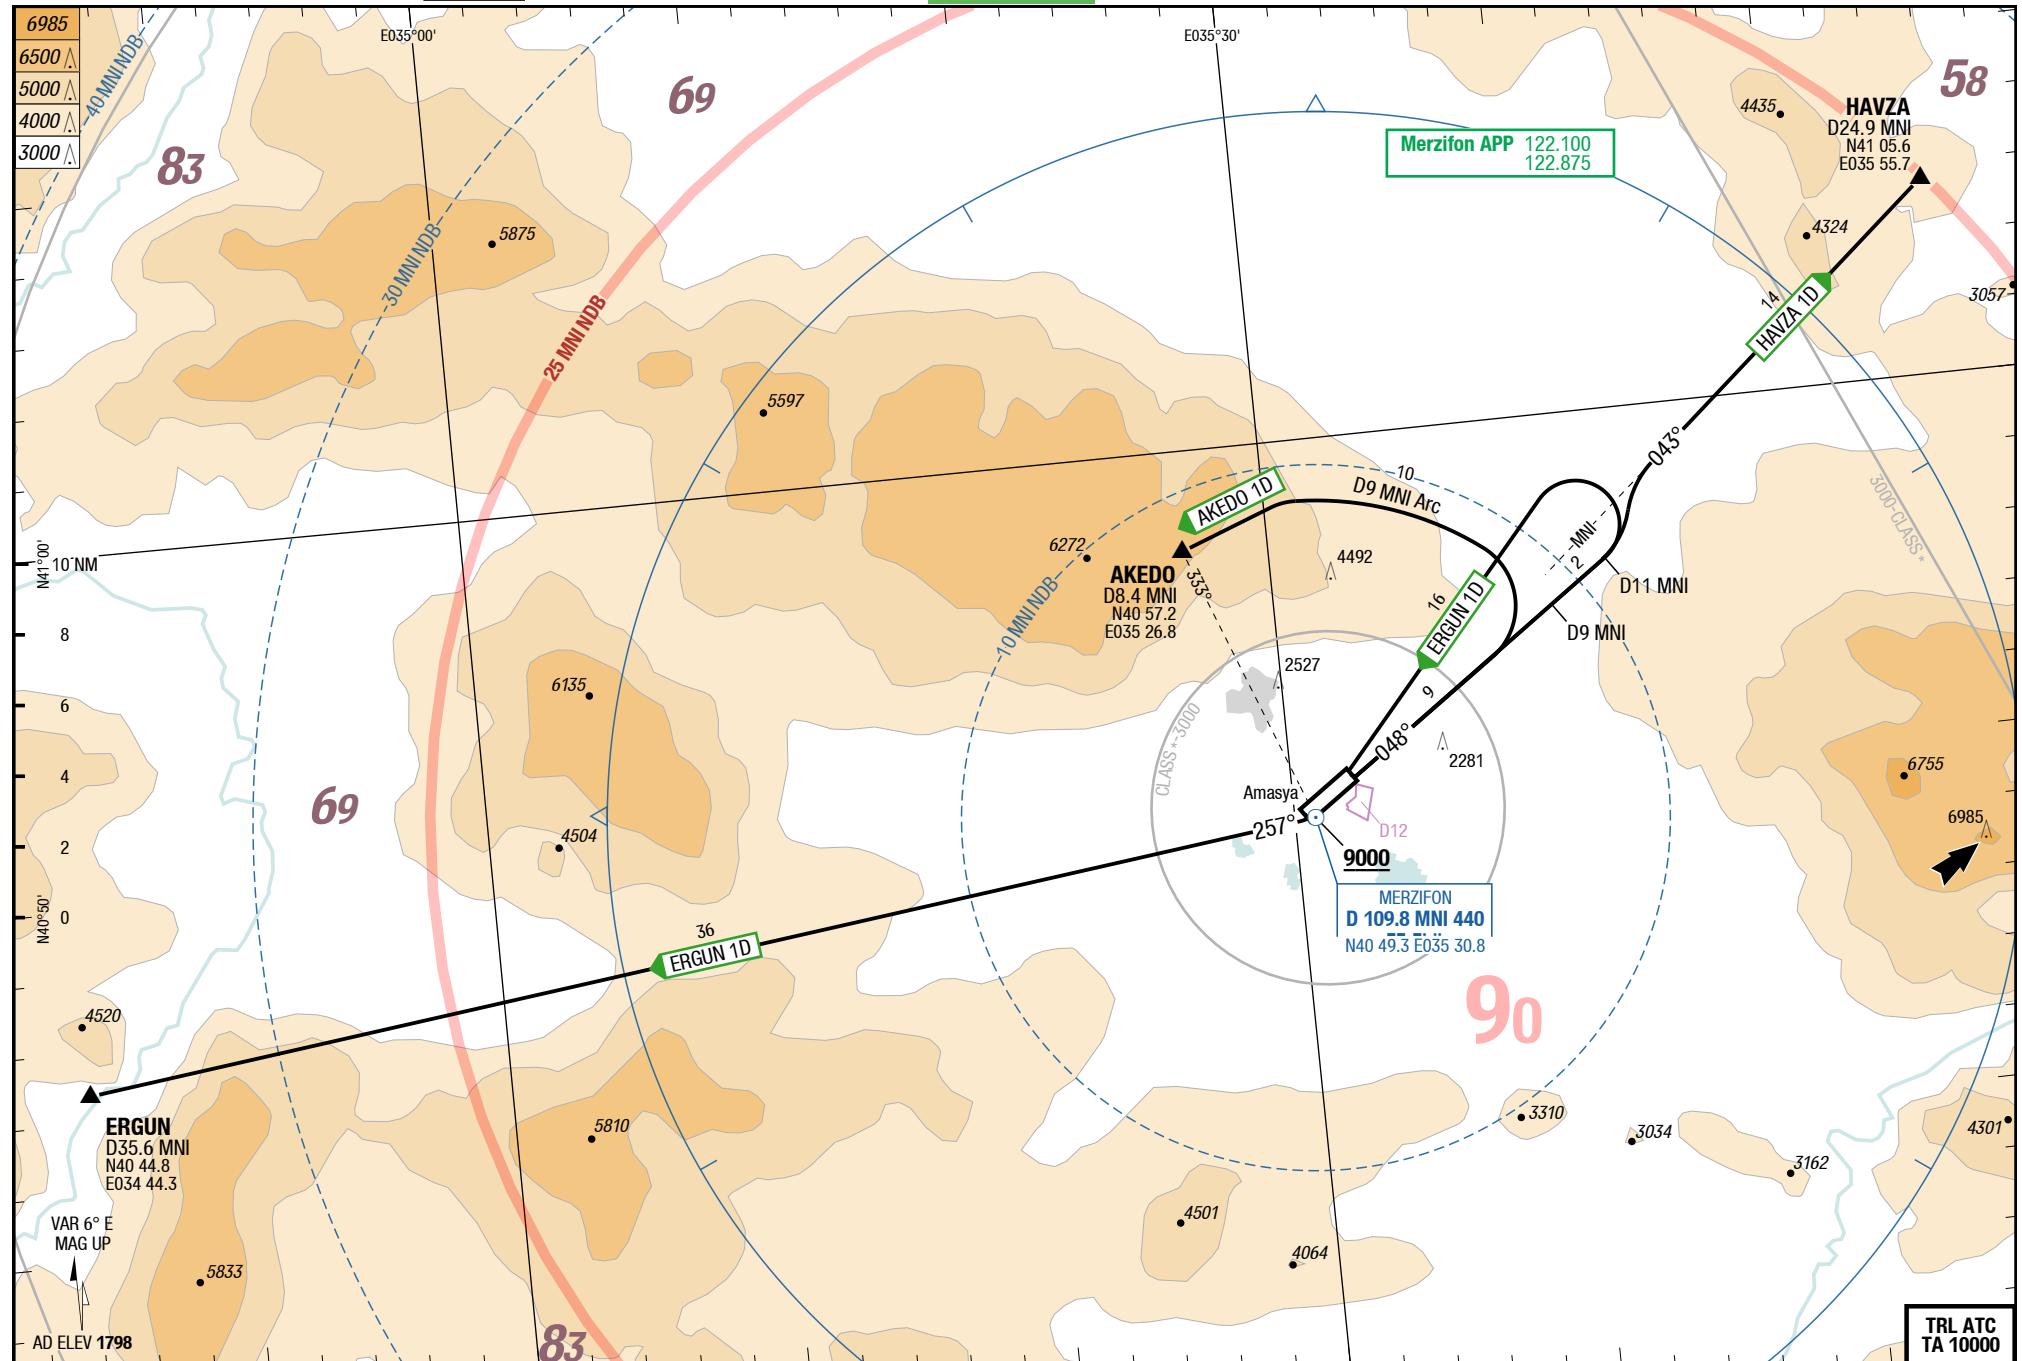 6985
6500
5000
4000
3000
40 MNI NDB
E035°00'
E035°30'
69
58
83
4435
HAVZA
D24.9 MNI
N41 05.6
E035 55.7
Merzifon APP 122.100
122.875
5875
30 MNI NDB
4324
3057
14
HAVZA 1D
25 MNI NDB
5597
043°
10
D9 MNI Arc
AKEDO 1D
3000-CLASS *
MNI
2
6272
4492
N41°00'
10 NM
AKEDO
D8.4 MNI
N40 57.2
E035 26.8
333°
10 MNI NDB
16
ERGUN 1D
D11 MNI
D9 MNI
8
6
4
2
0
N40°50'
6135
2527
9
CLASS *-3000
048°
2281
6755
6985
Amasya
257°
D12
69
4504
9000
MERZIFON
D 109.8 MNI 440
N40 49.3 E035 30.8
36
ERGUN 1D
90
4520
ERGUN
D35.6 MNI
N40 44.8
E034 44.3
5810
3310
3034
3162
4301
4501
4064
VAR 6° E
MAG UP
5833
AD ELEV 1798
83
TRL ATC
TA 10000